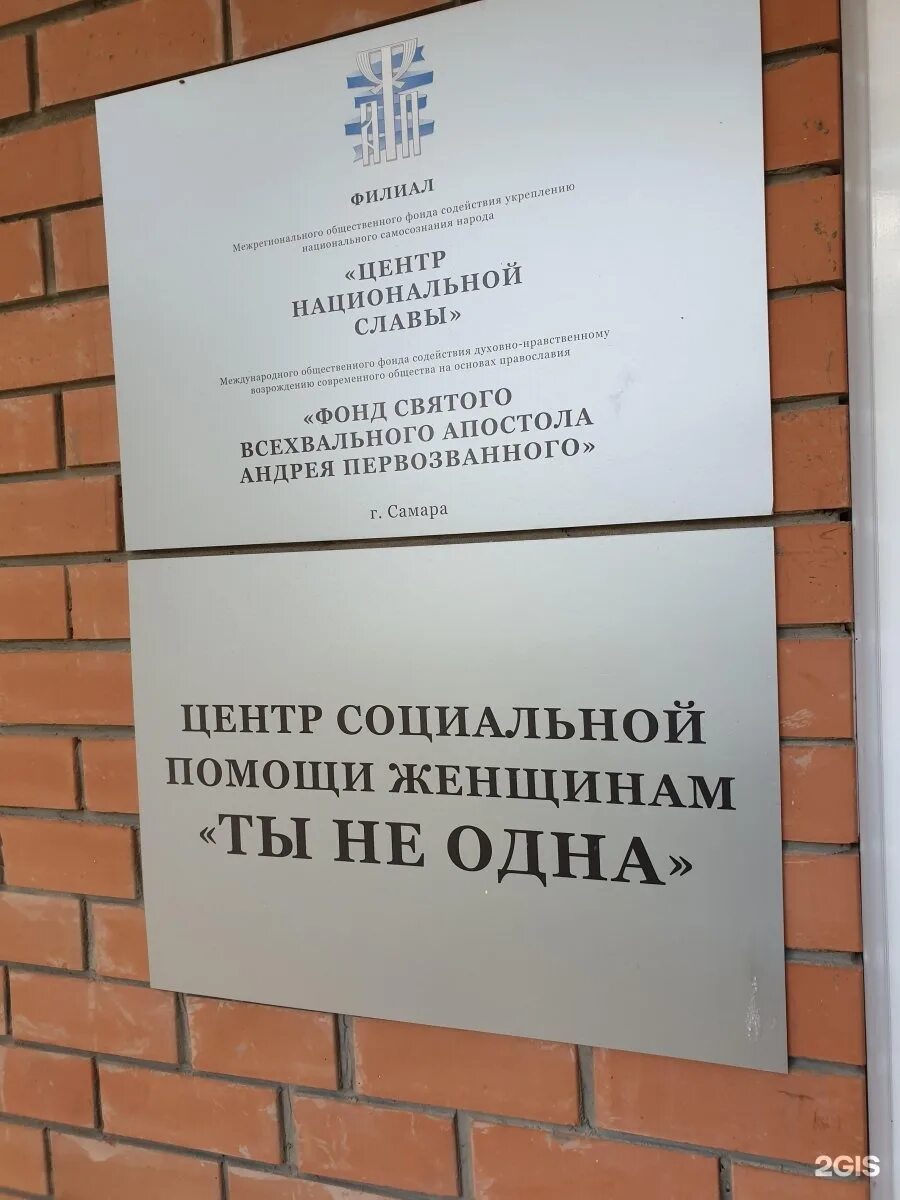 ФИЛИАЛ
Межрегионального общественного фонда содействия укреплению
национального самосознания народа
«ЦЕНТР
НАЦИОНАЛЬНОЙ
СЛАВЫ»
Международного общественного фонда содействия духовно-нравственному
возрождению современного общества на основах православия
«ФОНД СВЯТОГО
ВСЕХВАЛЬНОГО АПОСТОЛА
АНДРЕЯ ПЕРВОЗВАННОГО»
г. Самара
ЦЕНТР СОЦИАЛЬНОЙ
ПОМОЩИ ЖЕНЩИНАМ
«ТЫ НЕ ОДНА»
2GIS